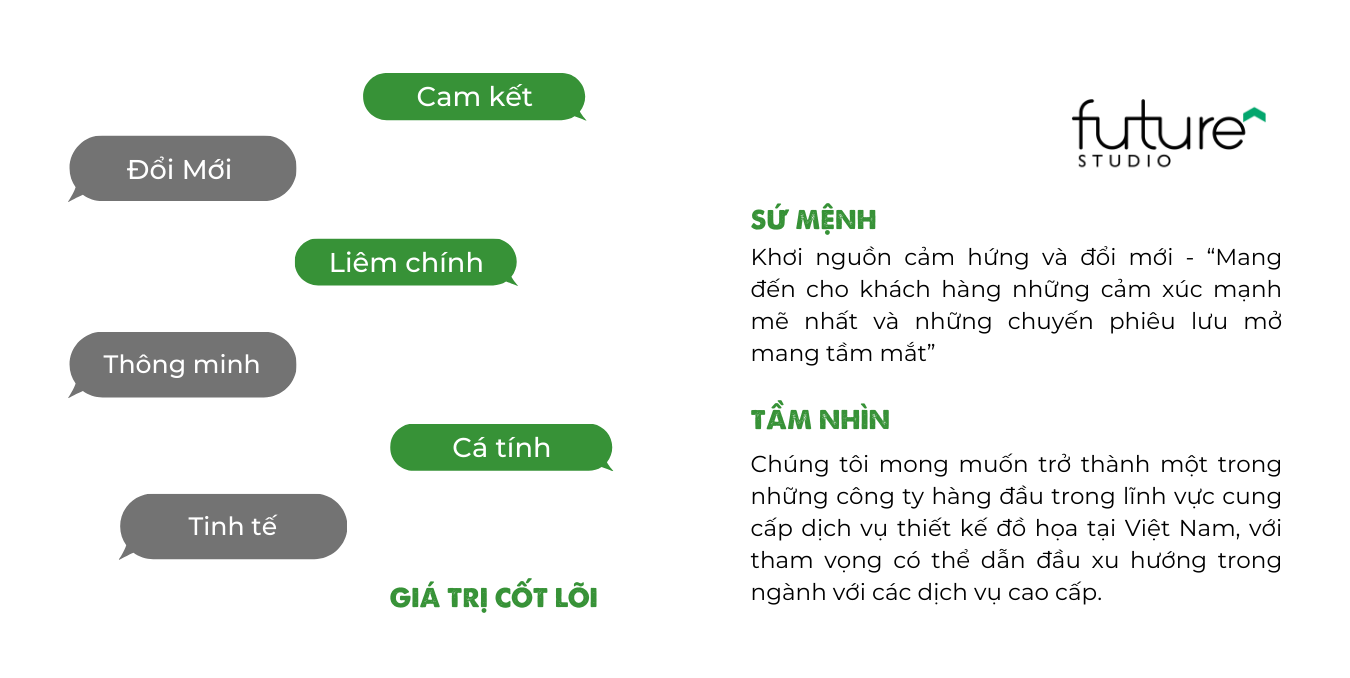 Cam kết
Đổi Mới
Liêm chính
Thông minh
Cá tính
Tinh tế
GIÁ TRỊ CỐT LÕI
future
STUDIO
SỨ MỆNH
Khơi nguồn cảm hứng và đổi mới - “Mang
đến cho khách hàng những cảm xúc mạnh
mẽ nhất và những chuyến phiêu lưu mở
mang tầm mắt”
TẦM NHÌN
Chúng tôi mong muốn trở thành một trong
những công ty hàng đầu trong lĩnh vực cung
cấp dịch vụ thiết kế đồ họa tại Việt Nam, với
tham vọng có thể dẫn đầu xu hướng trong
ngành với các dịch vụ cao cấp.